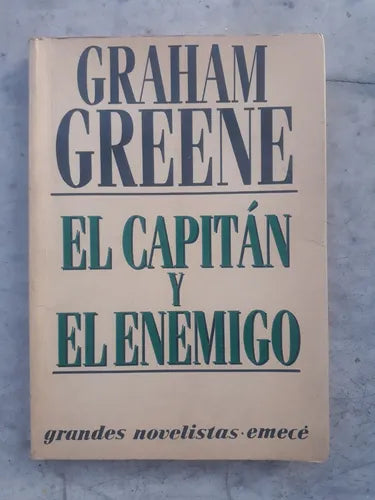 GRAHAM
GREENE
EL CAPITÁN
Y
EL ENEMIGO
grandes novelistas·emecé